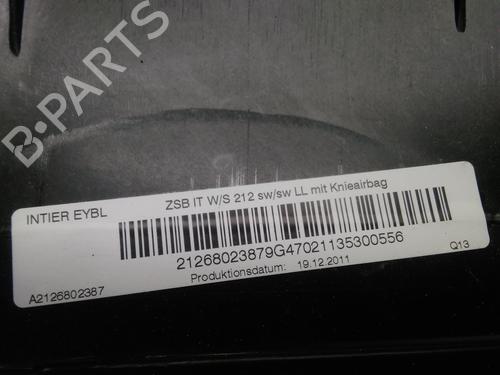 B-PARTS
INTIER EYBL
ZSB IT W/S 212 sw/sw LL mit Knieairbag
21268023879G47021135300556
Produktionsdatum: 19.12.2011
Q13
A2126802387